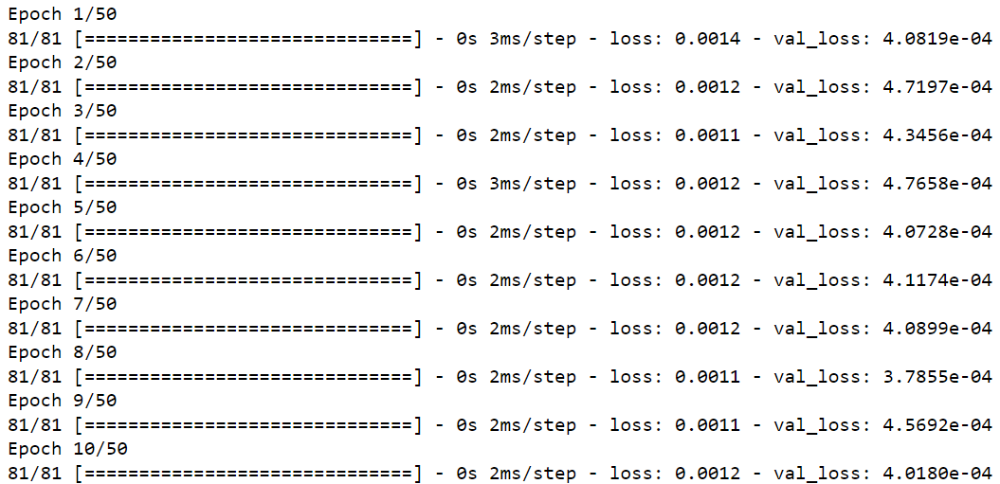 Epoch 1/50
81/81 [==============================] - 0s 3ms/step - loss: 0.0014 - val_loss: 4.0819e-04
Epoch 2/50
81/81 [==============================] - 0s 2ms/step - loss: 0.0012 - val_loss: 4.7197e-04
Epoch 3/50
81/81 [==============================] - 0s 2ms/step - loss: 0.0011 - val_loss: 4.3456e-04
Epoch 4/50
81/81 [==============================] - 0s 3ms/step - loss: 0.0012 - val_loss: 4.7658e-04
Epoch 5/50
81/81 [==============================] - 0s 2ms/step - loss: 0.0012 - val_loss: 4.0728e-04
Epoch 6/50
81/81 [==============================] - 0s 2ms/step - loss: 0.0012 - val_loss: 4.1174e-04
Epoch 7/50
81/81 [==============================] - 0s 2ms/step - loss: 0.0012 - val_loss: 4.0899e-04
Epoch 8/50
81/81 [==============================] - 0s 2ms/step - loss: 0.0011 - val_loss: 3.7855e-04
Epoch 9/50
81/81 [==============================] - 0s 2ms/step - loss: 0.0011 - val_loss: 4.5692e-04
Epoch 10/50
81/81 [==============================] - 0s 2ms/step - loss: 0.0012 - val_loss: 4.0180e-04